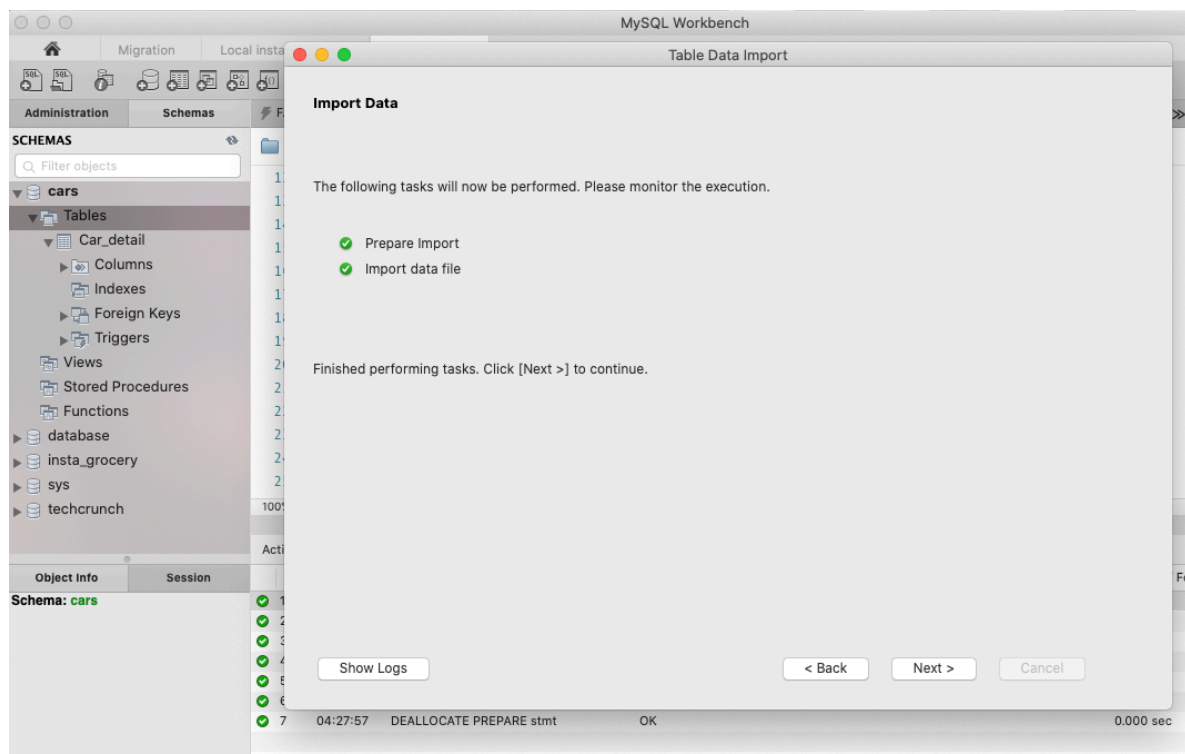 MySQL Workbench
Migration
Local insta
Table Data Import
Administration
Schemas
SCHEMAS
Filter objects
cars
Tables
Car_detail
Columns
Indexes
Foreign Keys
Triggers
Views
Stored Procedures
Functions
database
insta_grocery
sys
techcrunch
Object Info
Session
Schema: cars
Import Data
The following tasks will now be performed. Please monitor the execution.
Prepare Import
Import data file
Finished performing tasks. Click [Next >] to continue.
Show Logs
< Back
Next >
Cancel
100%
Acti
7 04:27:57 DEALLOCATE PREPARE stmt OK 0.000 sec